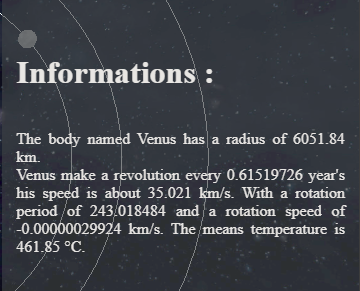 Informations :
The body named Venus has a radius of 6051.84
km.
Venus make a revolution every 0.61519726 year's
his speed is about 35.021 km/s. With a rotation
period of 243.018484 and a rotation speed of
-0.00000029924 km/s. The means temperature is
461.85 °C.